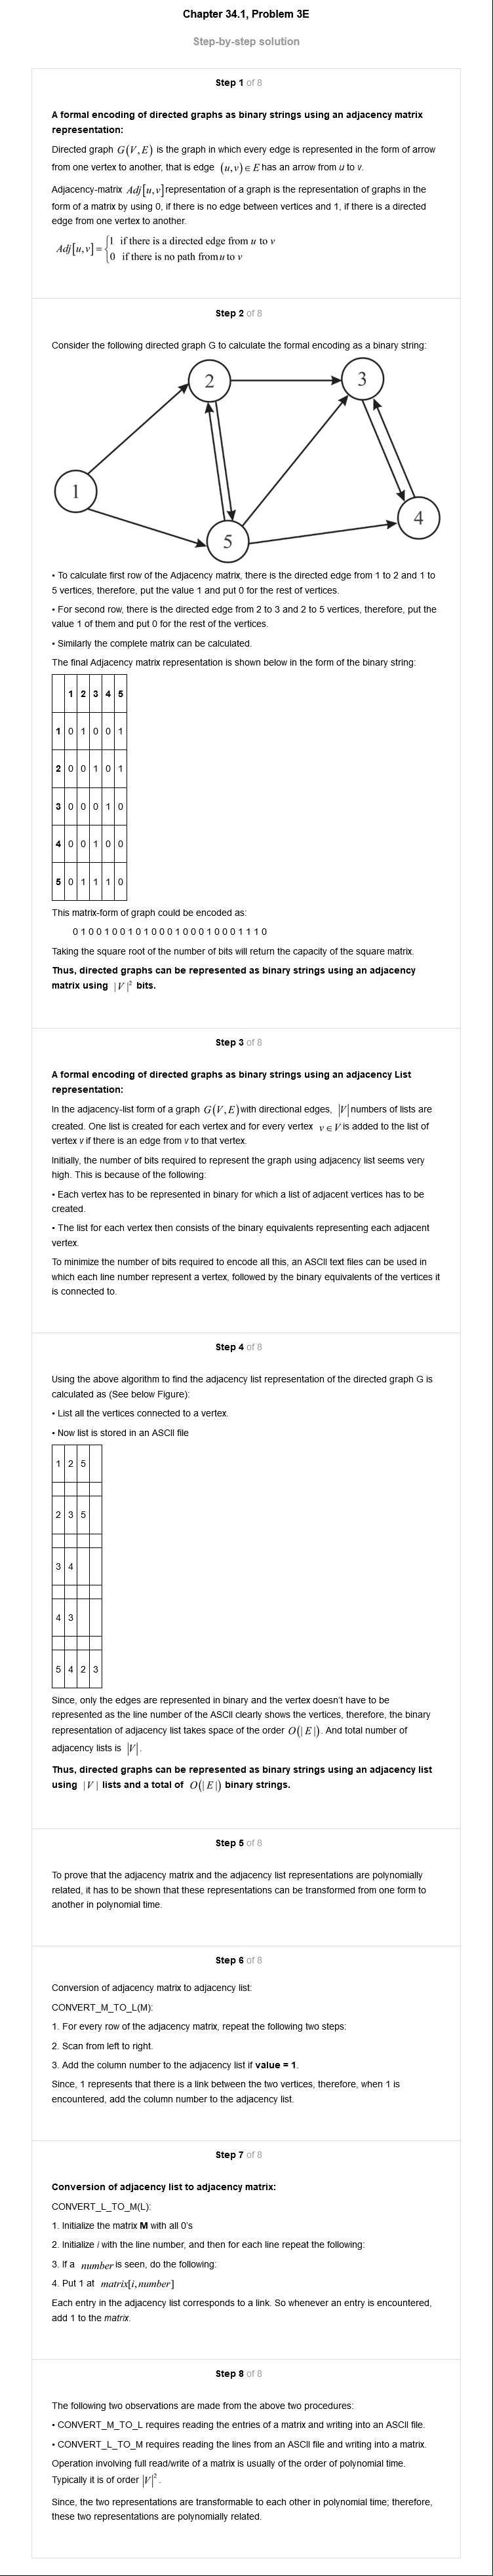 Chapter 34.1, Problem 3E
Step-by-step solution
Step 1 of 8
A formal encoding of directed graphs as binary strings using an adjacency matrix
representation:
Directed graph G(V,E) is the graph in which every edge is represented in the form of arrow
from one vertex to another, that is edge (u,v)∈E has an arrow from u to v.
Adjacency-matrix Adj[u,v] representation of a graph is the representation of graphs in the
form of a matrix by using 0, if there is no edge between vertices and 1, if there is a directed
edge from one vertex to another.
Adj[u,v] = {1 if there is a directed edge from u to v
0 if there is no path from u to v
Step 2 of 8
Consider the following directed graph G to calculate the formal encoding as a binary string:
2
3
1
5
4
• To calculate first row of the Adjacency matrix, there is the directed edge from 1 to 2 and 1 to
5 vertices, therefore, put the value 1 and put 0 for the rest of vertices.
• For second row, there is the directed edge from 2 to 3 and 2 to 5 vertices, therefore, put the
value 1 of them and put 0 for the rest of the vertices.
• Similarly the complete matrix can be calculated.
The final Adjacency matrix representation is shown below in the form of the binary string:
1 2 3 4 5
1 0 1 0 0 1
2 0 0 1 0 1
3 0 0 0 1 0
4 0 0 1 0 0
5 0 1 1 1 0
This matrix-form of graph could be encoded as:
0 1 0 0 1 0 0 1 0 1 0 0 0 1 0 0 0 1 0 0 0 1 1 1 0
Taking the square root of the number of bits will return the capacity of the square matrix.
Thus, directed graphs can be represented as binary strings using an adjacency
matrix using |V|² bits.
Step 3 of 8
A formal encoding of directed graphs as binary strings using an adjacency List
representation:
In the adjacency-list form of a graph G(V,E) with directional edges, |V| numbers of lists are
created. One list is created for each vertex and for every vertex v∈V is added to the list of
vertex v if there is an edge from v to that vertex.
Initially, the number of bits required to represent the graph using adjacency list seems very
high. This is because of the following:
• Each vertex has to be represented in binary for which a list of adjacent vertices has to be
created.
• The list for each vertex then consists of the binary equivalents representing each adjacent
vertex.
To minimize the number of bits required to encode all this, an ASCII text files can be used in
which each line number represent a vertex, followed by the binary equivalents of the vertices it
is connected to.
Step 4 of 8
Using the above algorithm to find the adjacency list representation of the directed graph G is
calculated as (See below Figure):
• List all the vertices connected to a vertex.
• Now list is stored in an ASCII file
1 2 5
2 3 5
3 4
4 3
5 4 2 3
Since, only the edges are represented in binary and the vertex doesn't have to be
represented as the line number of the ASCII clearly shows the vertices, therefore, the binary
representation of adjacency list takes space of the order O(|E|). And total number of
adjacency lists is |V|.
Thus, directed graphs can be represented as binary strings using an adjacency list
using |V| lists and a total of O(|E|) binary strings.
Step 5 of 8
To prove that the adjacency matrix and the adjacency list representations are polynomially
related, it has to be shown that these representations can be transformed from one form to
another in polynomial time.
Step 6 of 8
Conversion of adjacency matrix to adjacency list:
CONVERT_M_TO_L(M):
1. For every row of the adjacency matrix, repeat the following two steps:
2. Scan from left to right.
3. Add the column number to the adjacency list if value = 1.
Since, 1 represents that there is a link between the two vertices, therefore, when 1 is
encountered, add the column number to the adjacency list.
Step 7 of 8
Conversion of adjacency list to adjacency matrix:
CONVERT_L_TO_M(L):
1. Initialize the matrix M with all 0's
2. Initialize i with the line number, and then for each line repeat the following:
3. If a number is seen, do the following:
4. Put 1 at matrix[i,number]
Each entry in the adjacency list corresponds to a link. So whenever an entry is encountered,
add 1 to the matrix.
Step 8 of 8
The following two observations are made from the above two procedures:
• CONVERT_M_TO_L requires reading the entries of a matrix and writing into an ASCII file.
• CONVERT_L_TO_M requires reading the lines from an ASCII file and writing into a matrix.
Operation involving full read/write of a matrix is usually of the order of polynomial time.
Typically it is of order |V|².
Since, the two representations are transformable to each other in polynomial time; therefore,
these two representations are polynomially related.